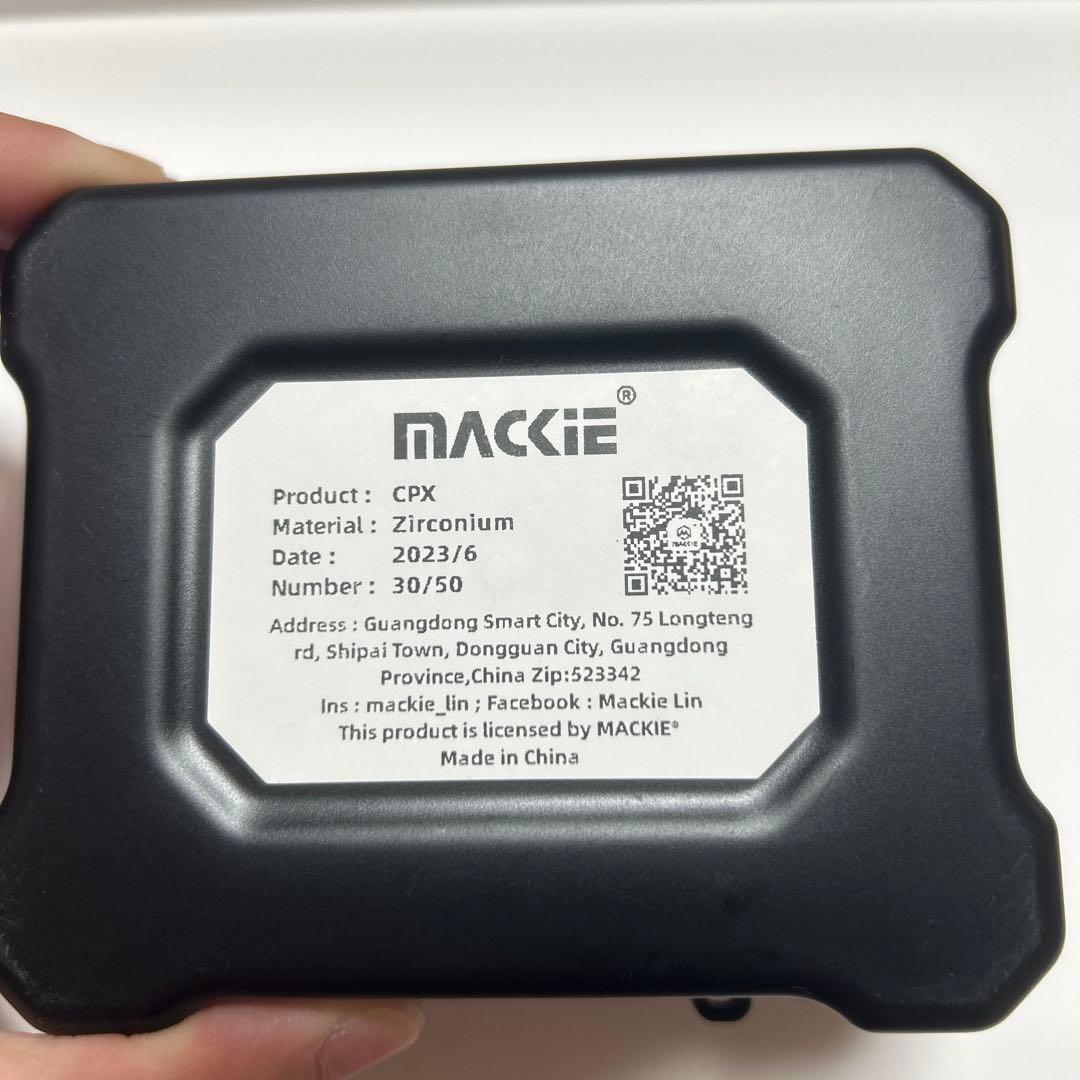 MACKiE®
Product : CPX
Material : Zirconium
Date : 2023/6
Number : 30/50
MACKIE
Address : Guangdong Smart City, No. 75 Longteng
rd, Shipai Town, Dongguan City, Guangdong
Province,China Zip:523342
Ins : mackie_lin ; Facebook : Mackie Lin
This product is licensed by MACKIE®
Made in China